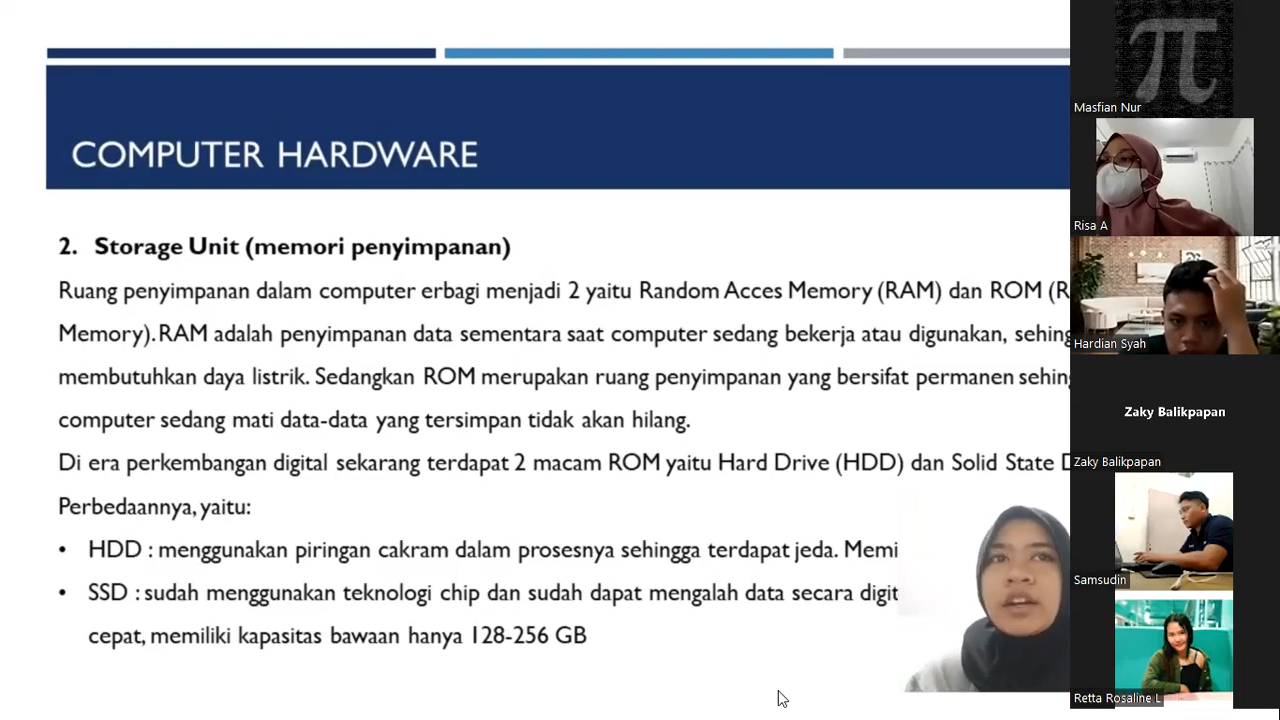 COMPUTER HARDWARE
2. Storage Unit (memori penyimpanan)
Ruang penyimpanan dalam computer erbagi menjadi 2 yaitu Random Acces Memory (RAM) dan ROM (R
Memory). RAM adalah penyimpanan data sementara saat computer sedang bekerja atau digunakan, sehing
membutuhkan daya listrik. Sedangkan ROM merupakan ruang penyimpanan yang bersifat permanen sehing
computer sedang mati data-data yang tersimpan tidak akan hilang.
Di era perkembangan digital sekarang terdapat 2 macam ROM yaitu Hard Drive (HDD) dan Solid State D
Perbedaannya, yaitu:
• HDD : menggunakan piringan cakram dalam prosesnya sehingga terdapat jeda. Memi
• SSD : sudah menggunakan teknologi chip dan sudah dapat mengalah data secara digit
cepat, memiliki kapasitas bawaan hanya 128-256 GB
Masfian Nur
Risa A
Hardian Syah
Zaky Balikpapan
Zaky Balikpapan
Samsudin
Retta Rosaline L